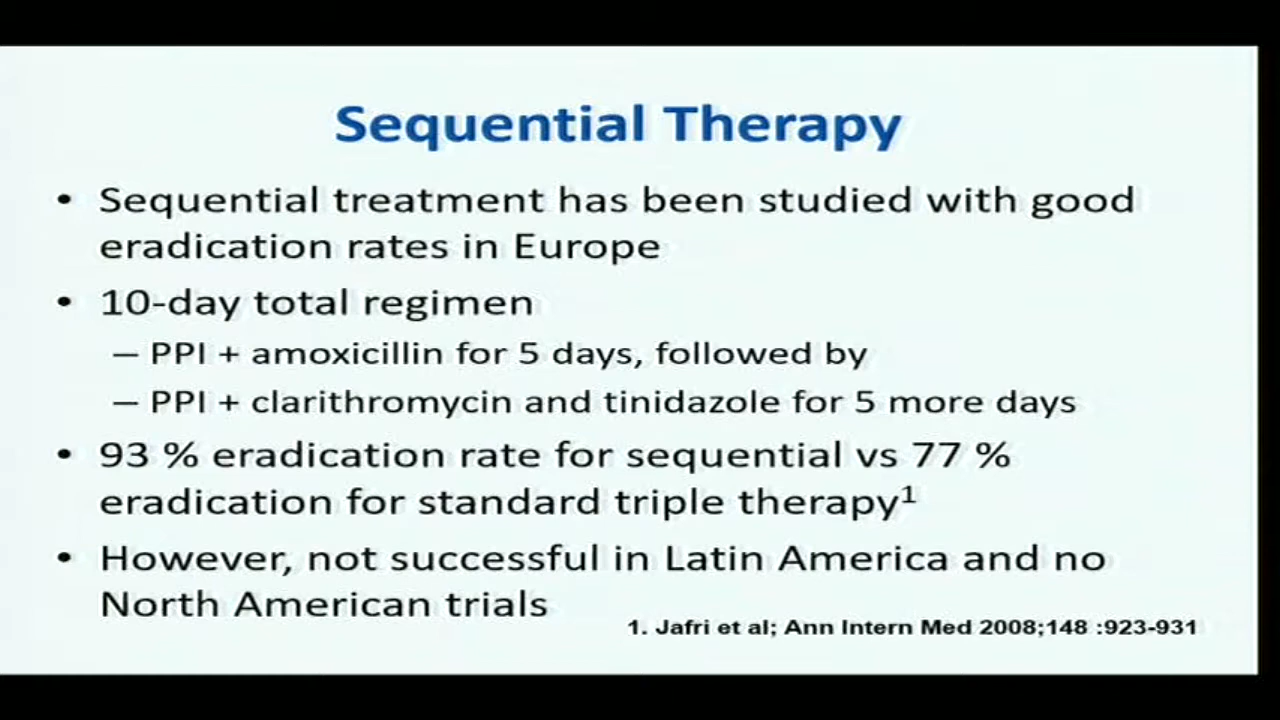 Sequential Therapy
• Sequential treatment has been studied with good
eradication rates in Europe
• 10-day total regimen
– PPI + amoxicillin for 5 days, followed by
– PPI + clarithromycin and tinidazole for 5 more days
• 93 % eradication rate for sequential vs 77 %
eradication for standard triple therapy¹
• However, not successful in Latin America and no
North American trials
1. Jafri et al; Ann Intern Med 2008;148 :923-931